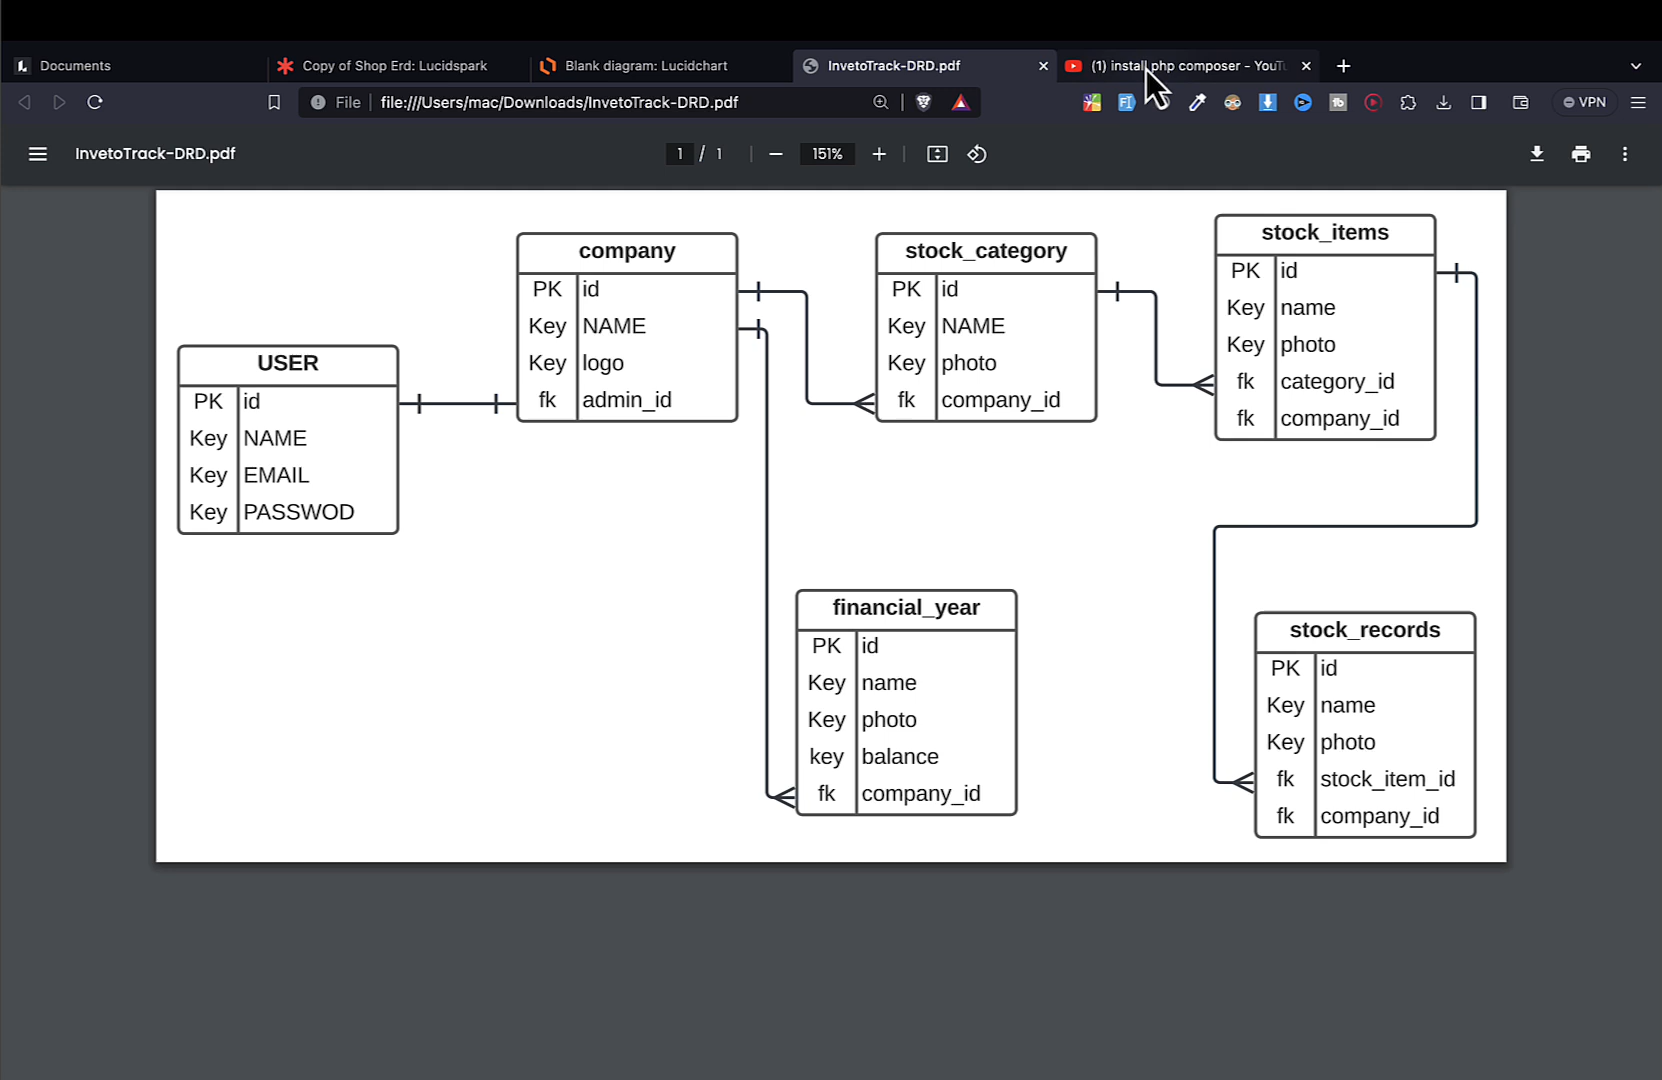 Documents
Copy of Shop Erd: Lucidspark
Blank diagram: Lucidchart
InvetoTrack-DRD.pdf
(1) install php composer - YouTu
File
file:///Users/mac/Downloads/InvetoTrack-DRD.pdf
VPN
InvetoTrack-DRD.pdf
1 / 1
151%
USER
PK id
Key NAME
Key EMAIL
Key PASSWOD
company
PK id
Key NAME
Key logo
fk admin_id
stock_category
PK id
Key NAME
Key photo
fk company_id
stock_items
PK id
Key name
Key photo
fk category_id
fk company_id
financial_year
PK id
Key name
Key photo
key balance
fk company_id
stock_records
PK id
Key name
Key photo
fk stock_item_id
fk company_id